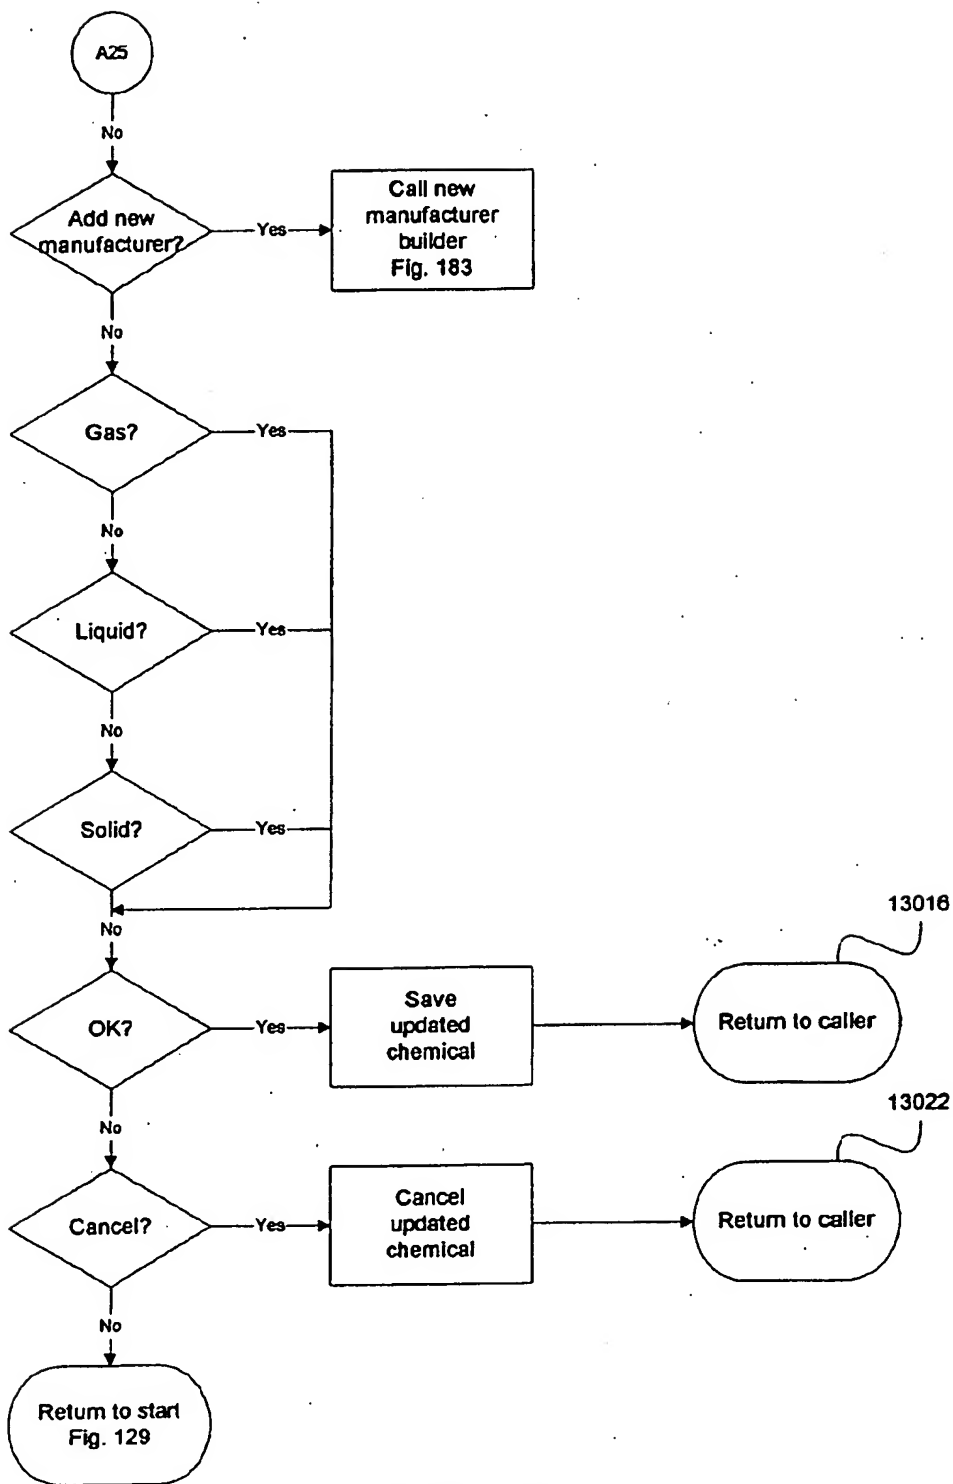 A25
No
Add new
manufacturer?
Yes
Call new
manufacturer
builder
Fig. 183
No
Gas?
Yes
No
Liquid?
Yes
No
Solid?
Yes
No
13016
OK?
Yes
Save
updated
chemical
Return to caller
No
13022
Cancel?
Yes
Cancel
updated
chemical
Return to caller
No
Return to start
Fig. 129